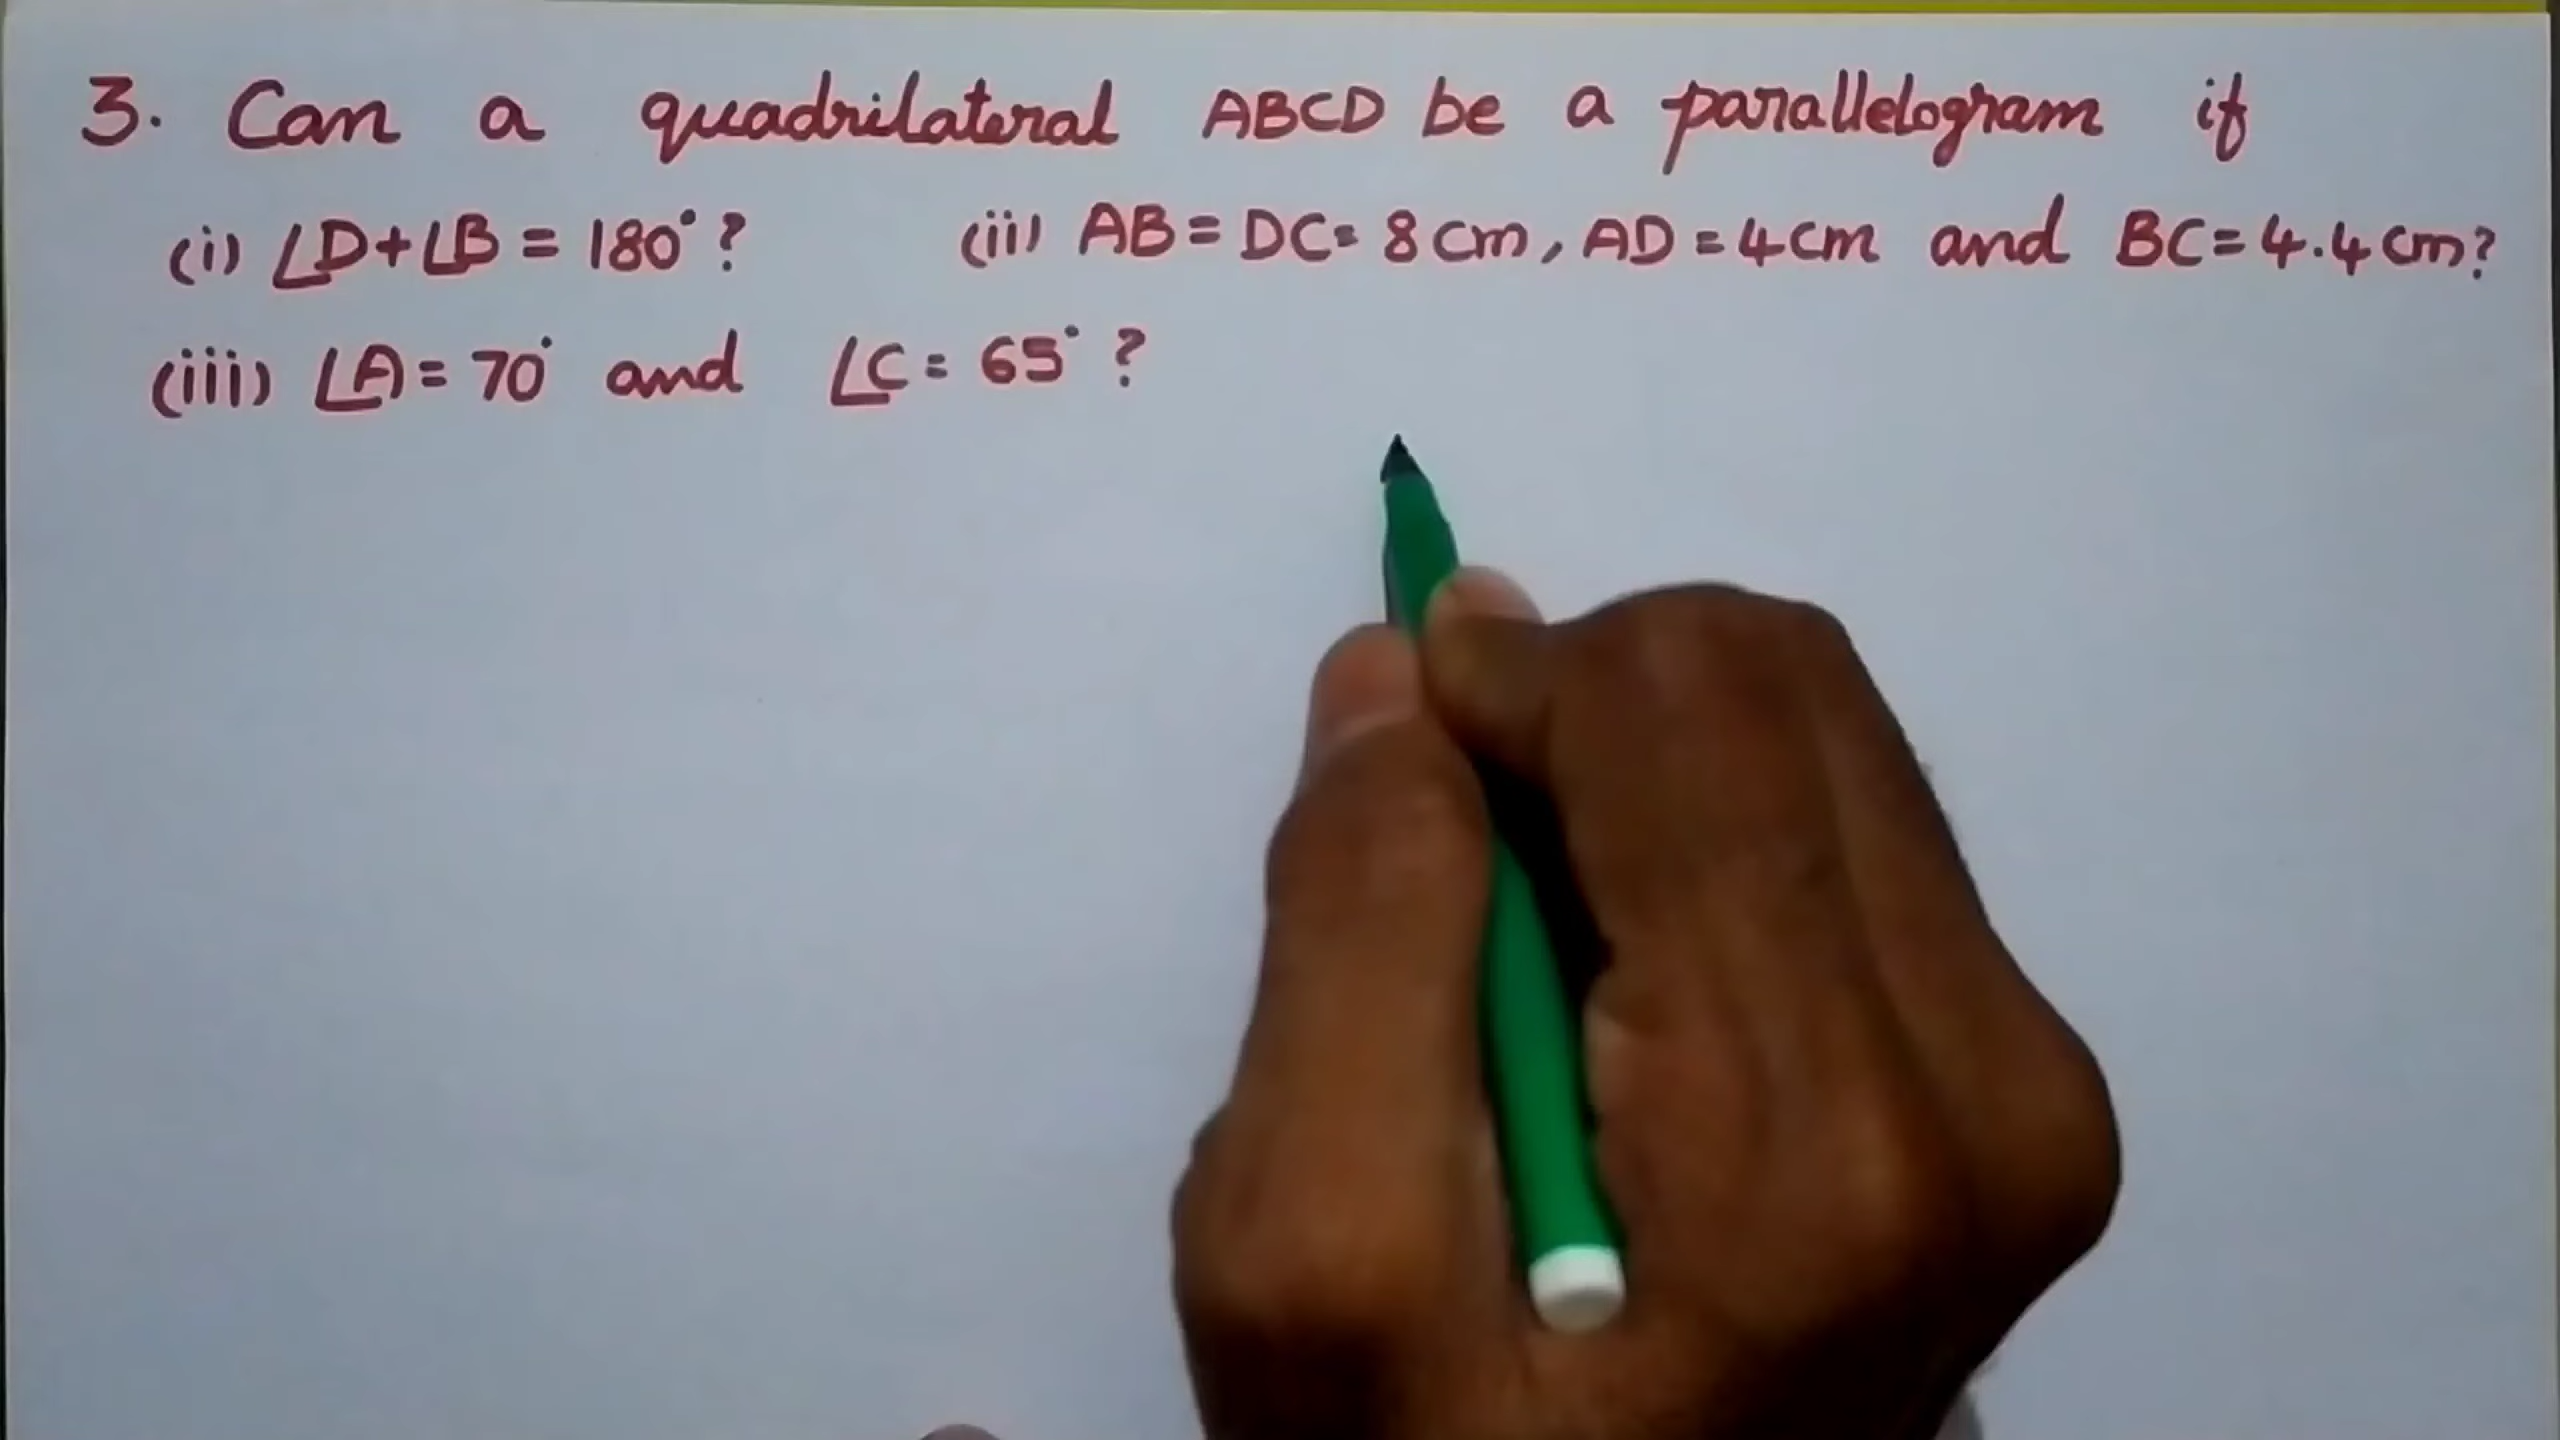 3. Can a quadrilateral ABCD be a parallelogram if
(i) ∠D+∠B = 180°? (ii) AB = DC = 8 cm, AD = 4 cm and BC = 4.4 cm?
(iii) ∠A = 70° and ∠C = 65° ?